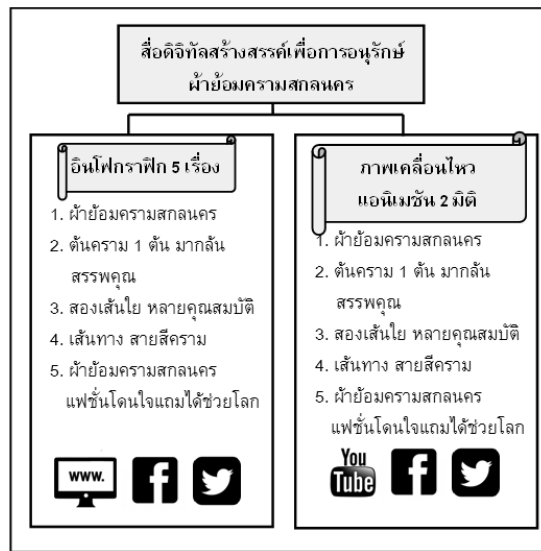 สื่อดิจิทัลสร้างสรรค์เพื่อการอนุรักษ์
ผ้าย้อมครามสกลนคร
อินโฟกราฟิก 5 เรื่อง
1. ผ้าย้อมครามสกลนคร
2. ต้นคราม 1 ต้น มากล้น
สรรพคุณ
3. สองเส้นใย หลายคุณสมบัติ
4. เส้นทาง สายสีคราม
5. ผ้าย้อมครามสกลนคร
แฟชั่นโดนใจแถมได้ช่วยโลก
www.
ภาพเคลื่อนไหว
แอนิเมชัน 2 มิติ
1. ผ้าย้อมครามสกลนคร
2. ต้นคราม 1 ต้น มากล้น
สรรพคุณ
3. สองเส้นใย หลายคุณสมบัติ
4. เส้นทาง สายสีคราม
5. ผ้าย้อมครามสกลนคร
แฟชั่นโดนใจแถมได้ช่วยโลก
You
Tube